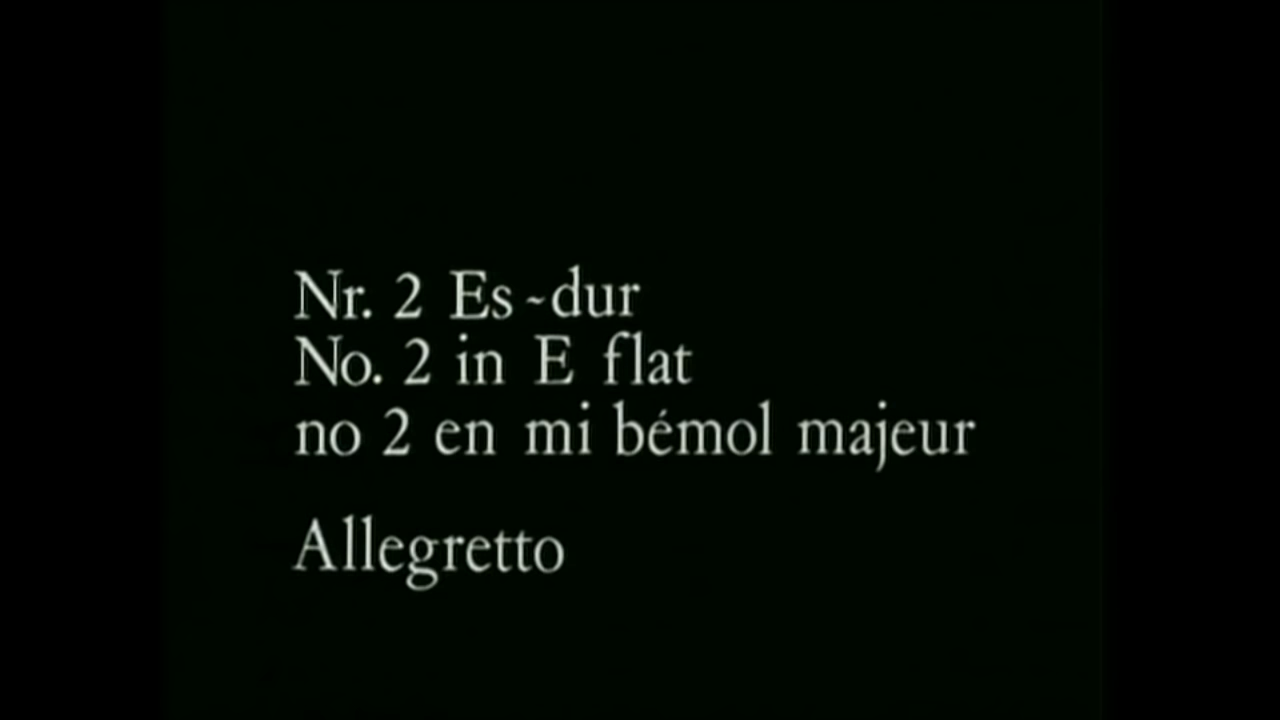 Nr. 2 Es-dur
No. 2 in E flat
no 2 en mi bémol majeur
Allegretto